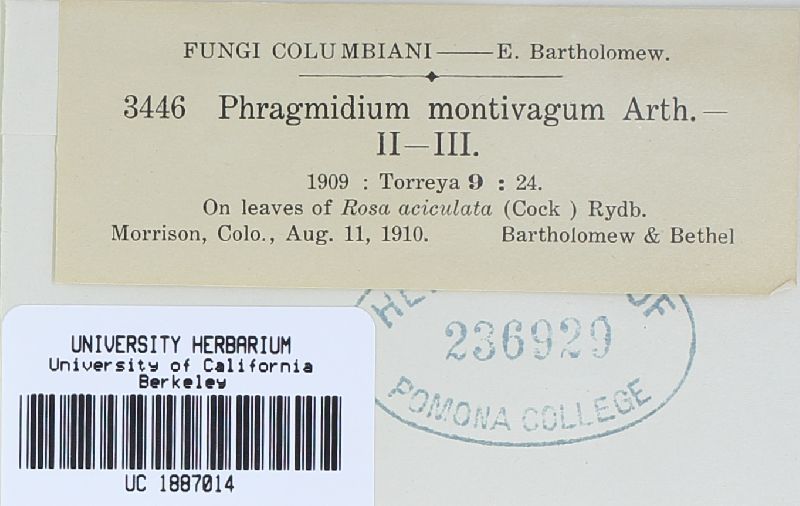 FUNGI COLUMBIANI——E. Bartholomew.
3446 Phragmidium montivagum Arth.—
II—III.
1909 : Torreya 9 : 24.
On leaves of Rosa aciculata (Cock ) Rydb.
Morrison, Colo., Aug. 11, 1910. Bartholomew & Bethel
OF
236929
POMONA COLLEGE
UNIVERSITY HERBARIUM
University of California
Berkeley
UC 1887014